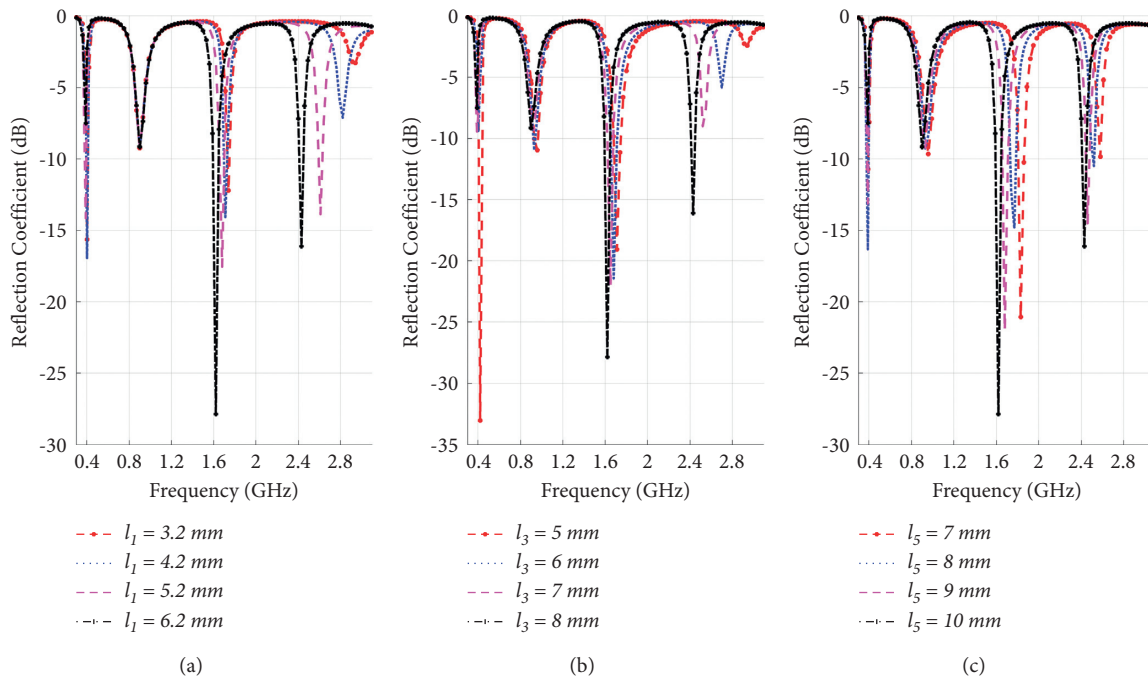 0
-5
-10
-15
-20
-25
-30
Reflection Coefficient (dB)
0.4 0.8 1.2 1.6 2 2.4 2.8
Frequency (GHz)
l1 = 3.2 mm
l1 = 4.2 mm
l1 = 5.2 mm
l1 = 6.2 mm
(a)
0
-5
-10
-15
-20
-25
-30
-35
Reflection Coefficient (dB)
0.4 0.8 1.2 1.6 2 2.4 2.8
Frequency (GHz)
l3 = 5 mm
l3 = 6 mm
l3 = 7 mm
l3 = 8 mm
(b)
0
-5
-10
-15
-20
-25
-30
Reflection Coefficient (dB)
0.4 0.8 1.2 1.6 2 2.4 2.8
Frequency (GHz)
l5 = 7 mm
l5 = 8 mm
l5 = 9 mm
l5 = 10 mm
(c)